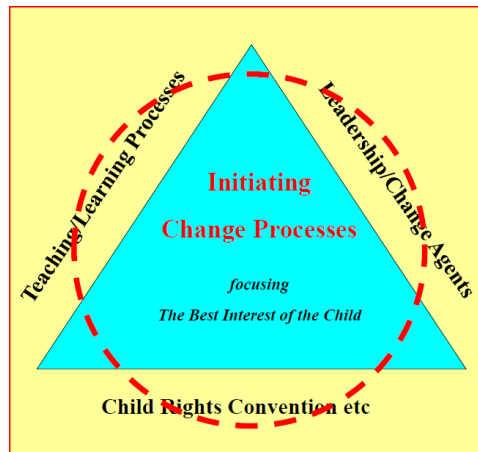 Teaching/Learning Processes
Leadership/Change Agents
Initiating
Change Processes
focusing
The Best Interest of the Child
Child Rights Convention etc